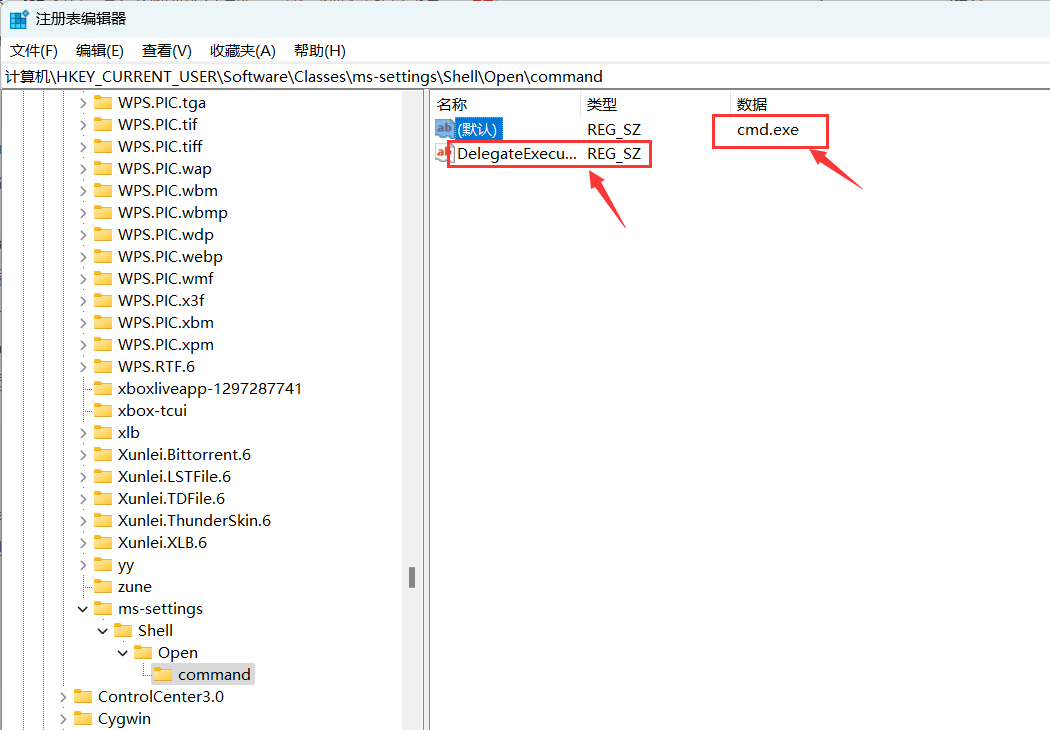 注册表编辑器
文件(F) 编辑(E) 查看(V) 收藏夹(A) 帮助(H)
计算机\HKEY_CURRENT_USER\Software\Classes\ms-settings\Shell\Open\command
名称 类型 数据
(默认) REG_SZ cmd.exe
DelegateExecu... REG_SZ
WPS.PIC.tga
WPS.PIC.tif
WPS.PIC.tiff
WPS.PIC.wap
WPS.PIC.wbm
WPS.PIC.wbmp
WPS.PIC.wdp
WPS.PIC.webp
WPS.PIC.wmf
WPS.PIC.x3f
WPS.PIC.xbm
WPS.PIC.xpm
WPS.RTF.6
xboxliveapp-1297287741
xbox-tcui
xlb
Xunlei.Bittorrent.6
Xunlei.LSTFile.6
Xunlei.TDFile.6
Xunlei.ThunderSkin.6
Xunlei.XLB.6
yy
zune
ms-settings
Shell
Open
command
ControlCenter3.0
Cygwin